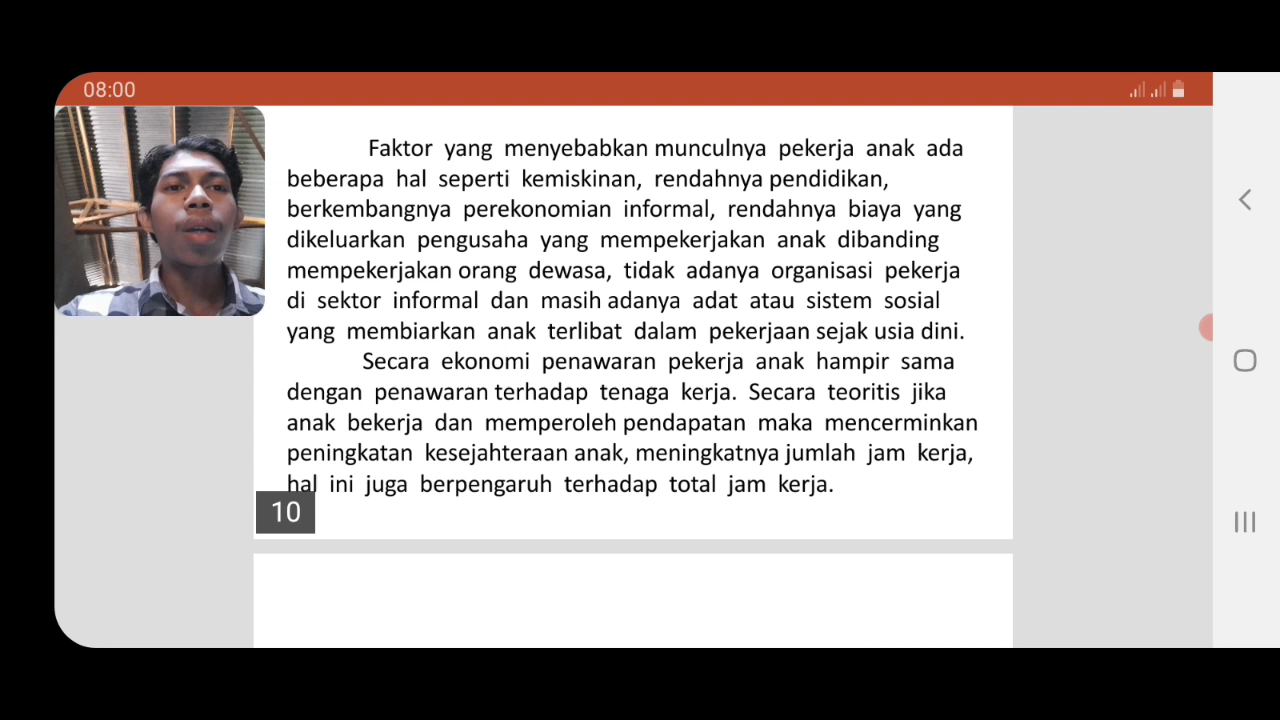 08:00
Faktor yang menyebabkan munculnya pekerja anak ada
beberapa hal seperti kemiskinan, rendahnya pendidikan,
berkembangnya perekonomian informal, rendahnya biaya yang
dikeluarkan pengusaha yang mempekerjakan anak dibanding
mempekerjakan orang dewasa, tidak adanya organisasi pekerja
di sektor informal dan masih adanya adat atau sistem sosial
yang membiarkan anak terlibat dalam pekerjaan sejak usia dini.
Secara ekonomi penawaran pekerja anak hampir sama
dengan penawaran terhadap tenaga kerja. Secara teoritis jika
anak bekerja dan memperoleh pendapatan maka mencerminkan
peningkatan kesejahteraan anak, meningkatnya jumlah jam kerja,
hal ini juga berpengaruh terhadap total jam kerja.
10